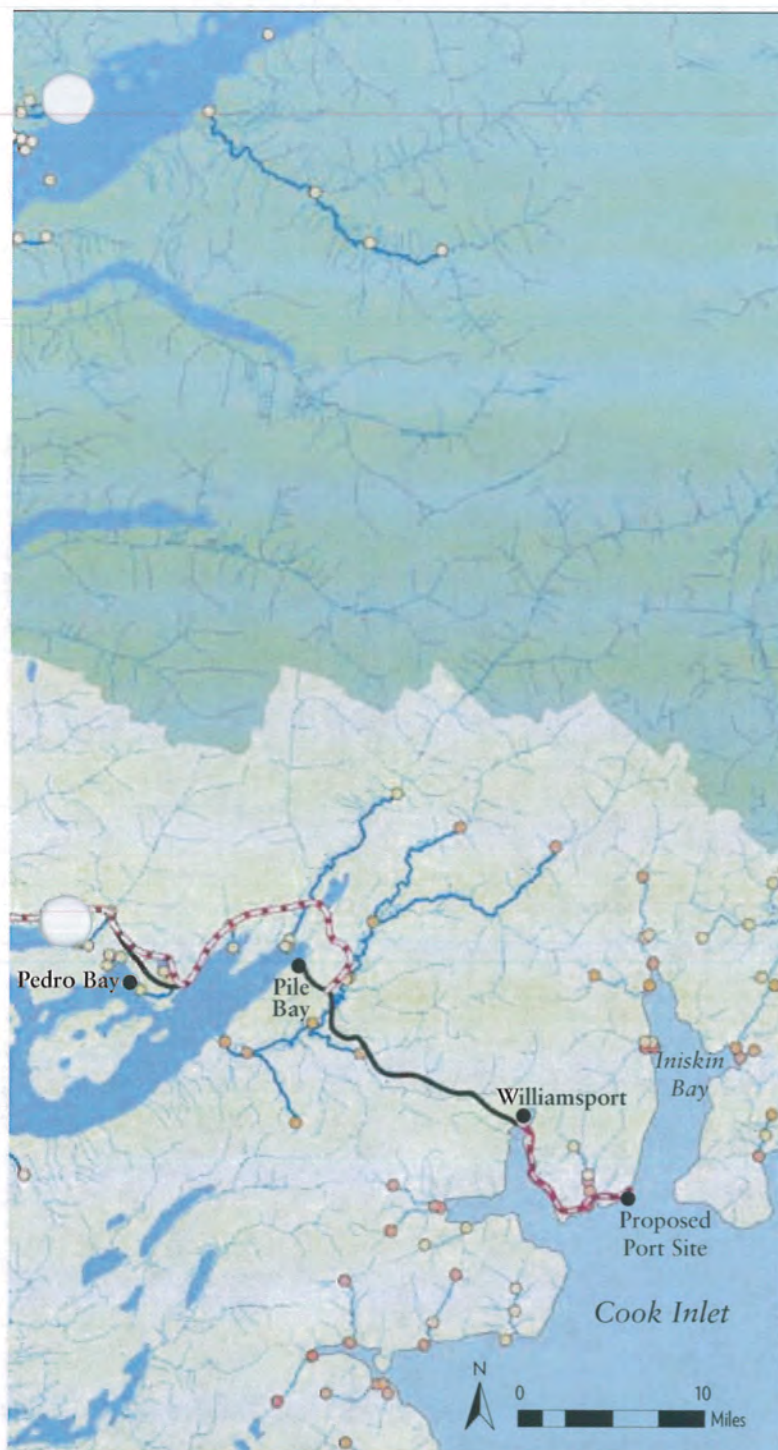 Pedro Bay
Pile
Bay
Williamsport
Iniskin
Bay
Proposed
Port Site
Cook Inlet
N
0 10
Miles